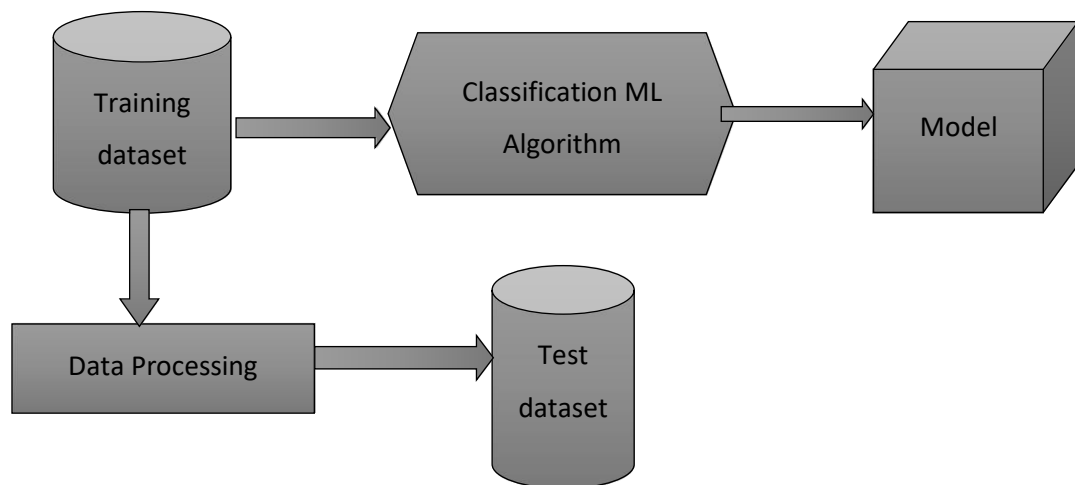 Training
dataset
Classification ML
Algorithm
Model
Data Processing
Test
dataset